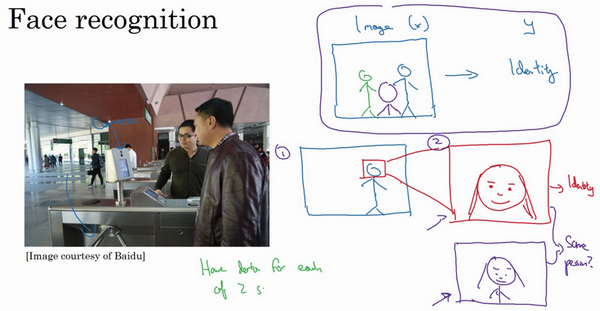 Face recognition
Image (x)
y
Identity
1
2
Identity
Same
person?
[Image courtesy of Baidu]
Have data for each
of 2 s.